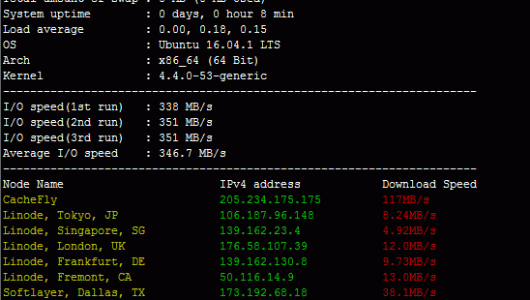 Total amount of Swap : 0 MB (0 MB Used)
System uptime : 0 days, 0 hour 8 min
Load average : 0.00, 0.18, 0.15
OS : Ubuntu 16.04.1 LTS
Arch : x86_64 (64 Bit)
Kernel : 4.4.0-53-generic
----------------------------------------------------------------------
I/O speed(1st run) : 338 MB/s
I/O speed(2nd run) : 351 MB/s
I/O speed(3rd run) : 351 MB/s
Average I/O speed : 346.7 MB/s
----------------------------------------------------------------------
Node Name IPv4 address Download Speed
CacheFly 205.234.175.175 117MB/s
Linode, Tokyo, JP 106.187.96.148 8.24MB/s
Linode, Singapore, SG 139.162.23.4 4.92MB/s
Linode, London, UK 176.58.107.39 12.0MB/s
Linode, Frankfurt, DE 139.162.130.8 9.73MB/s
Linode, Fremont, CA 50.116.14.9 13.0MB/s
Softlayer, Dallas, TX 173.192.68.18 38.1MB/s